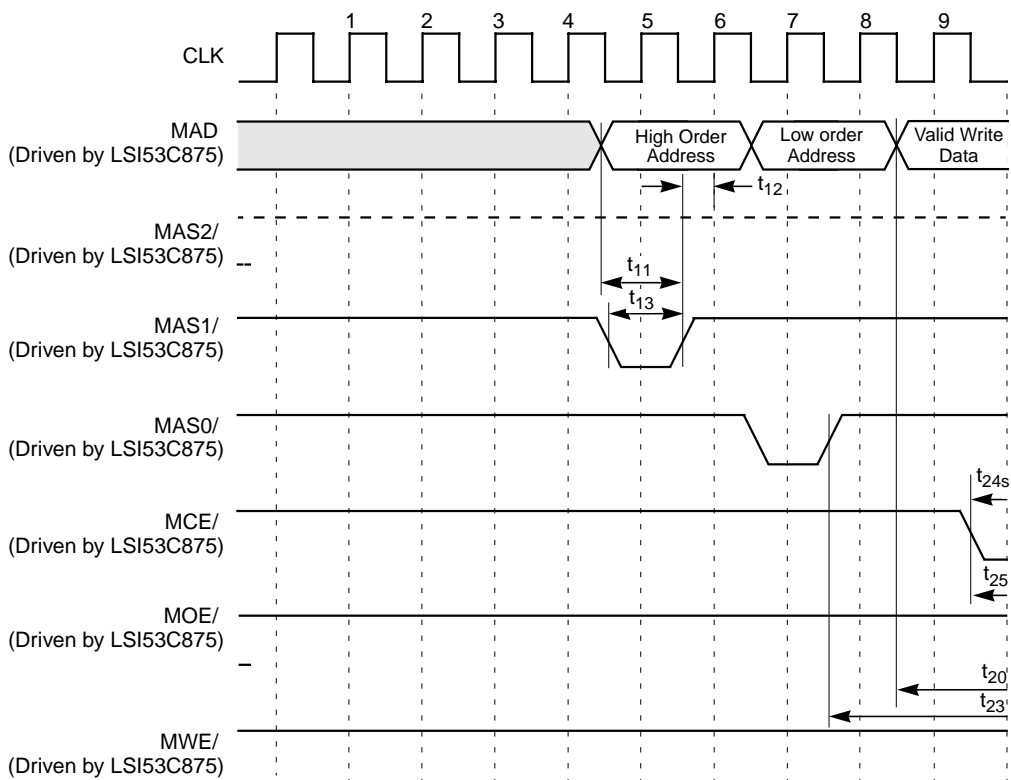 1 2 3 4 5 6 7 8 9
CLK
MAD
(Driven by LSI53C875)
High Order
Address
Low order
Address
Valid Write
Data
t12
MAS2/
(Driven by LSI53C875)
t11
t13
MAS1/
(Driven by LSI53C875)
MAS0/
(Driven by LSI53C875)
t24s
MCE/
(Driven by LSI53C875)
t25
MOE/
(Driven by LSI53C875)
t20
t23
MWE/
(Driven by LSI53C875)